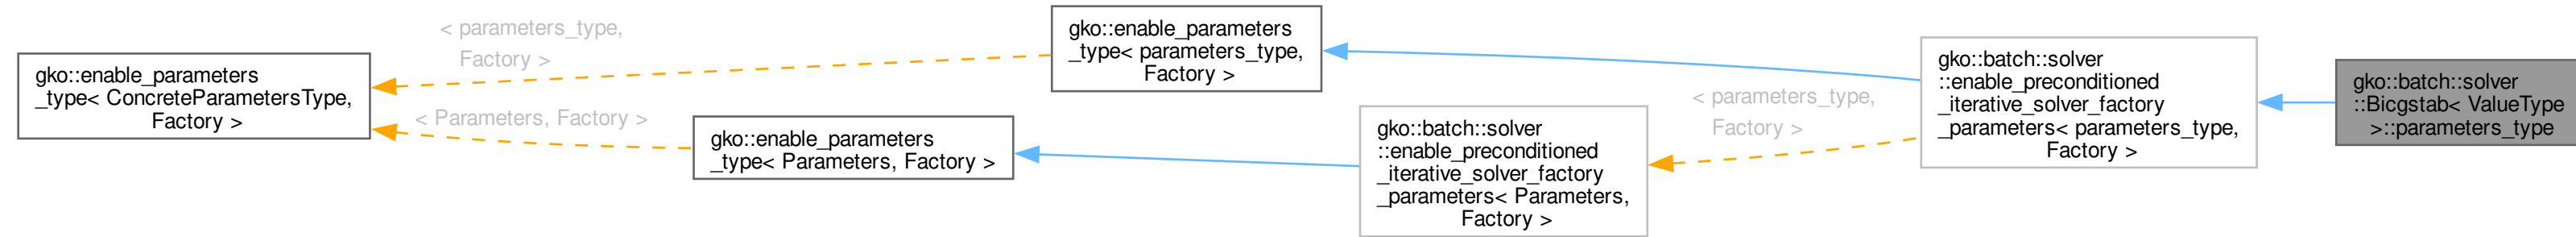 gko::enable_parameters
_type< ConcreteParametersType,
Factory >
< parameters_type,
Factory >
< Parameters, Factory >
gko::enable_parameters
_type< Parameters, Factory >
gko::enable_parameters
_type< parameters_type,
Factory >
gko::batch::solver
::enable_preconditioned
_iterative_solver_factory
_parameters< Parameters,
Factory >
< parameters_type,
Factory >
gko::batch::solver
::enable_preconditioned
_iterative_solver_factory
_parameters< parameters_type,
Factory >
gko::batch::solver
::Bicgstab< ValueType
>::parameters_type